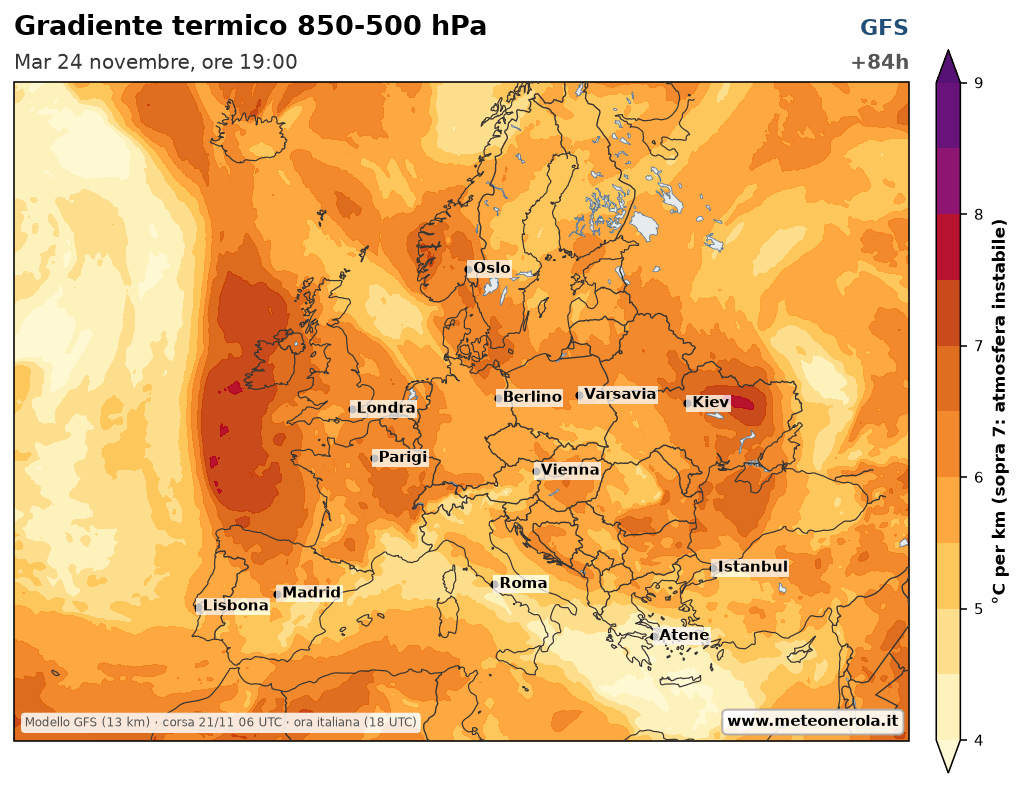 Gradiente termico 850-500 hPa
GFS
Mar 24 novembre, ore 19:00
+84h
Oslo
Londra
Berlino
Varsavia
Kiev
Parigi
Vienna
Istanbul
Roma
Madrid
Lisbona
Atene
Modello GFS (13 km) · corsa 21/11 06 UTC · ora italiana (18 UTC)
www.meteonerola.it
9
8
7
6
5
4
°C per km (sopra 7: atmosfera instabile)